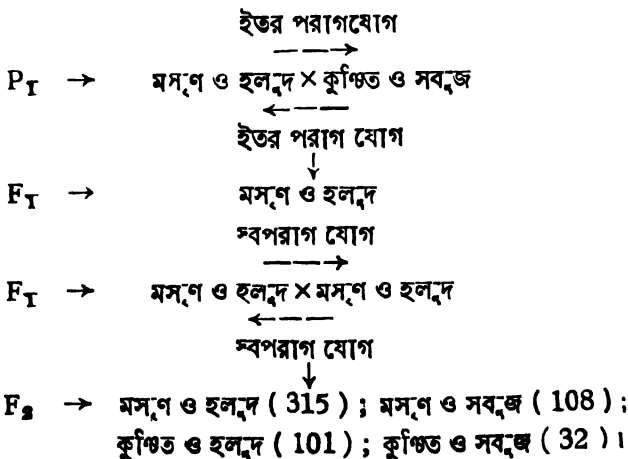 ইতর পরাগযোগ
P₁ → মসৃণ ও হলুদ × কুঞ্চিত ও সবুজ
ইতর পরাগ যোগ
↓
F₁ → মসৃণ ও হলুদ
স্বপরাগ যোগ
F₁ → মসৃণ ও হলুদ × মসৃণ ও হলুদ
স্বপরাগ যোগ
↓
F₂ → মসৃণ ও হলুদ ( 315 ) ; মসৃণ ও সবুজ ( 108 ) ;
কুঞ্চিত ও হলুদ ( 101 ) ; কুঞ্চিত ও সবুজ ( 32 ) ।